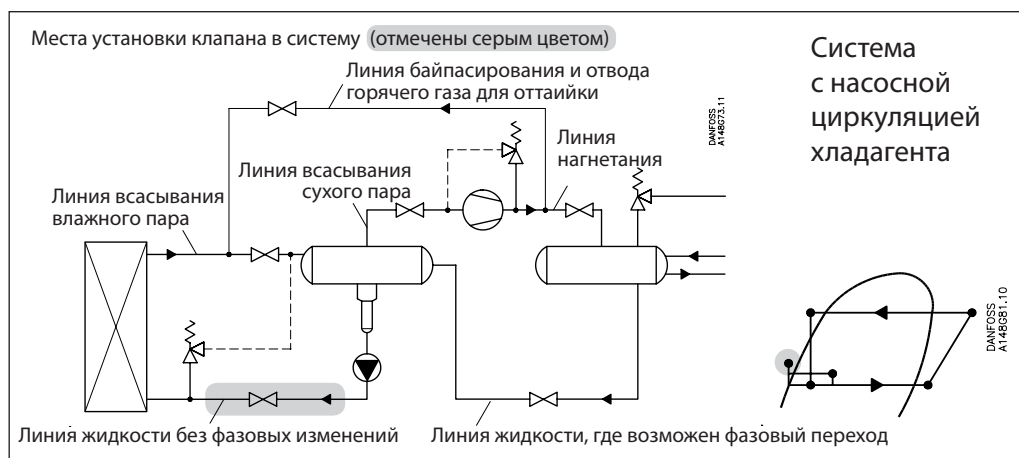 Места установки клапана в систему (отмечены серым цветом)
Система
с насосной
циркуляцией
хладагента
Линия байпасирования и отвода
горячего газа для оттаийки
DANFOSS
A148G73.11
Линия
нагнетания
Линия всасывания
сухого пара
Линия всасывания
влажного пара
DANFOSS
A148G81.10
Линия жидкости без фазовых изменений
Линия жидкости, где возможен фазовый переход